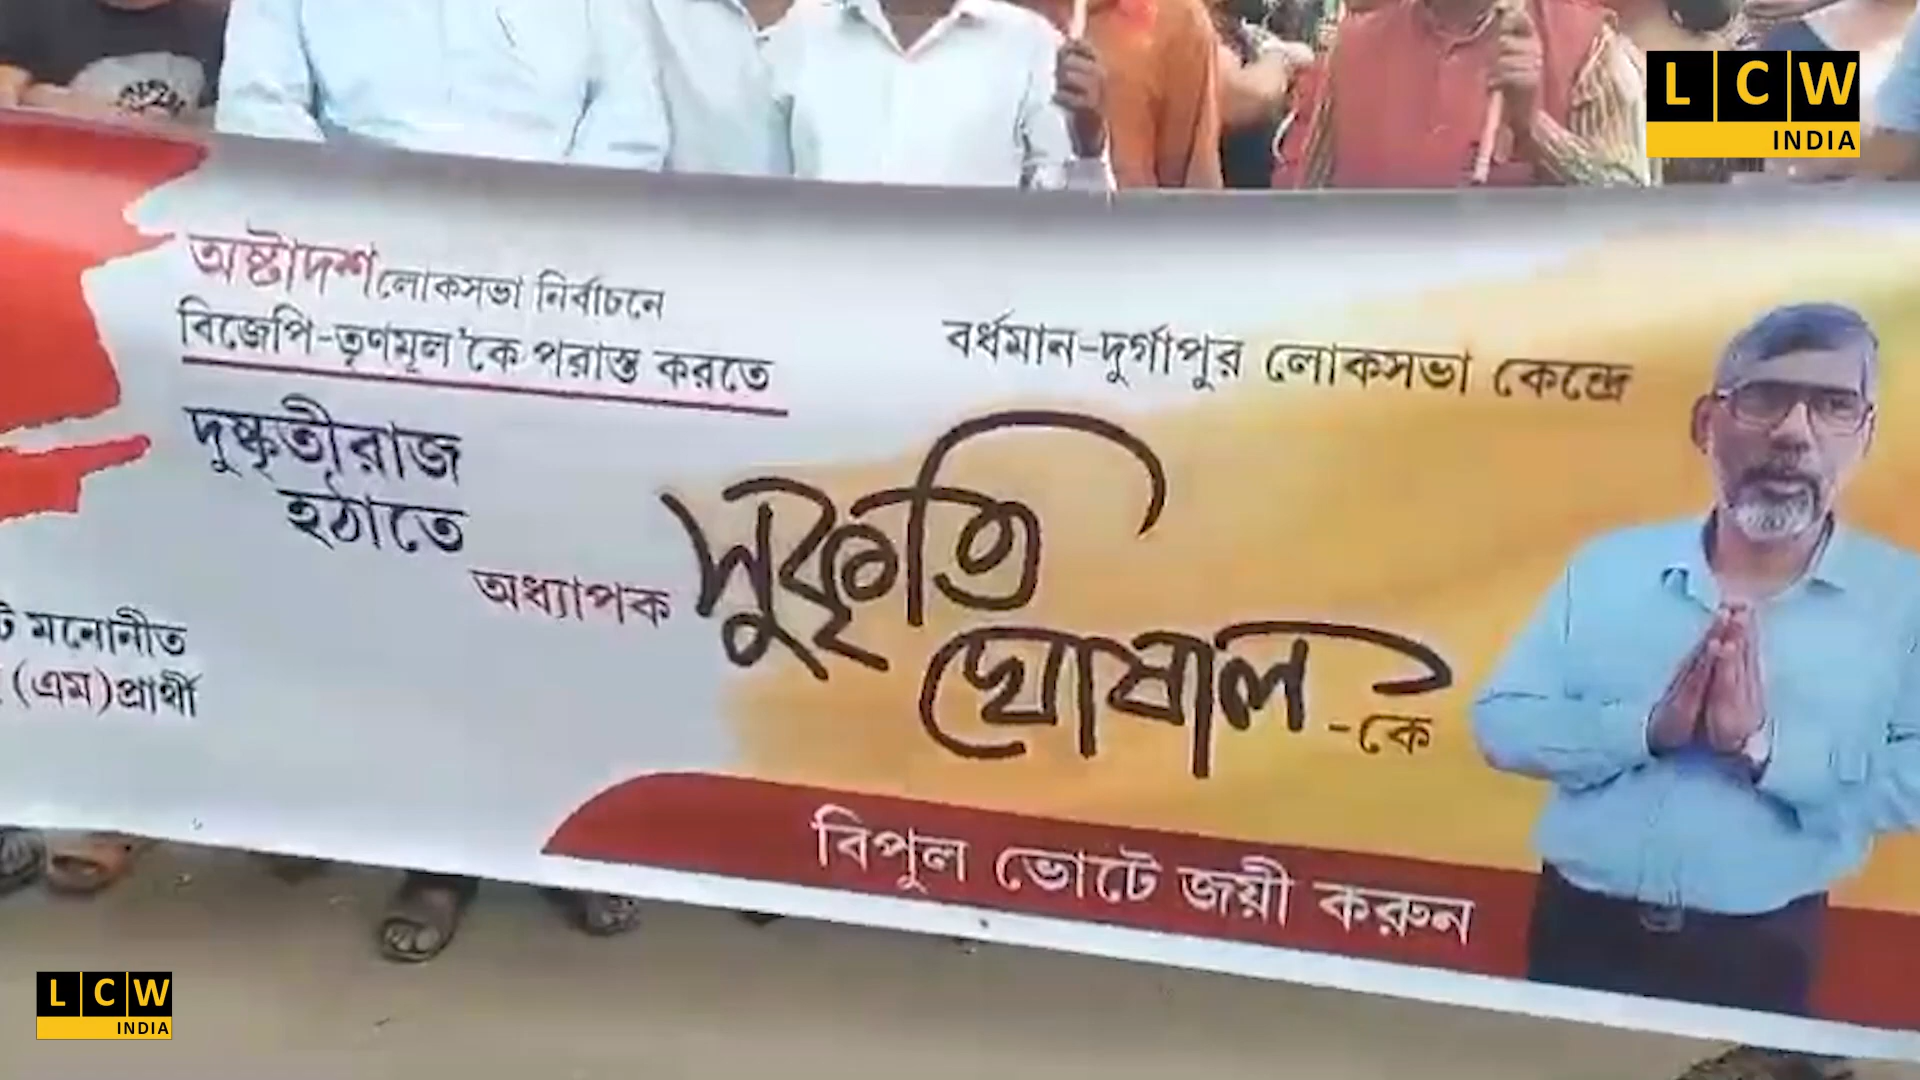 LCW
INDIA
অষ্টাদশ লোকসভা নির্বাচনে
বিজেপি-তৃণমূল'কে পরাস্ত করতে
দুষ্কৃতীরাজ
হঠাতে
মনোনীত
(এম)প্রার্থী
বর্ধমান-দুর্গাপুর লোকসভা কেন্দ্রে
অধ্যাপক সুকৃতি
ঘোষাল -কে
বিপুল ভোটে জয়ী করুন
LCW
INDIA